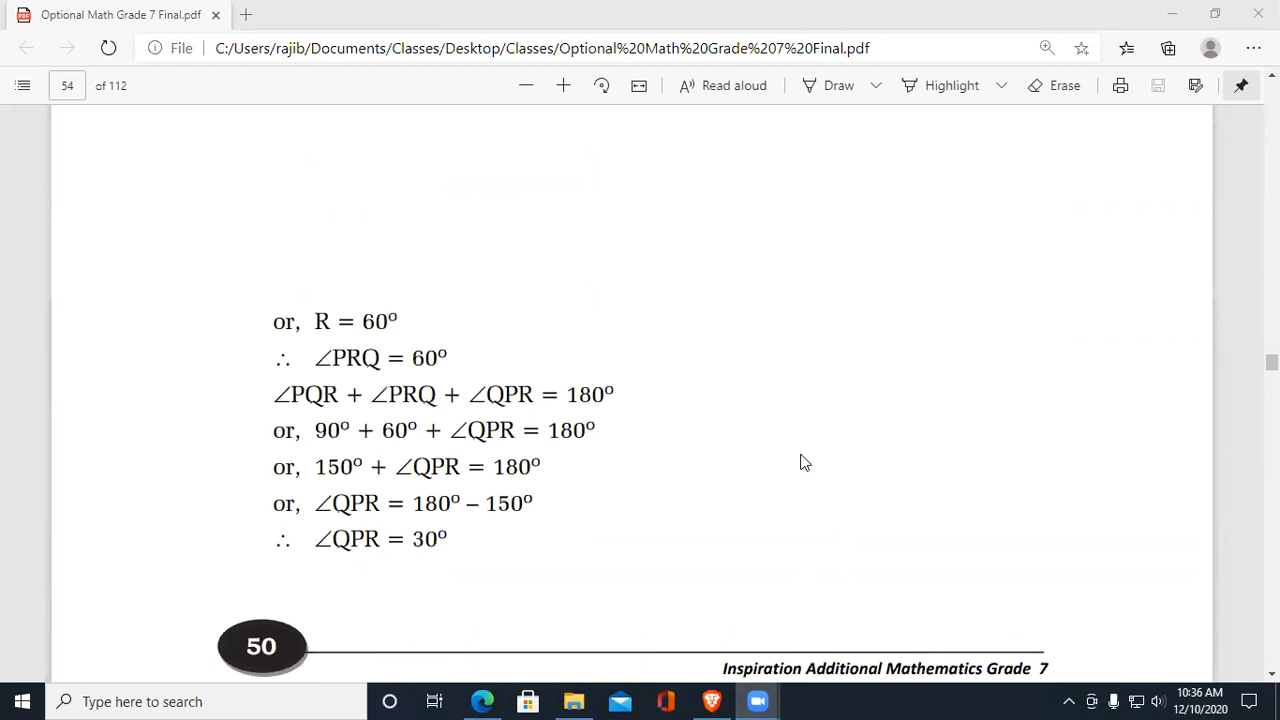 Optional Math Grade 7 Final.pdf
File C:/Users/rajib/Documents/Classes/Desktop/Classes/Optional%20Math%20Grade%207%20Final.pdf
54 of 112 Read aloud Draw Highlight Erase
or, R = 60°
∴ ∠PRQ = 60°
∠PQR + ∠PRQ + ∠QPR = 180°
or, 90° + 60° + ∠QPR = 180°
or, 150° + ∠QPR = 180°
or, ∠QPR = 180° – 150°
∴ ∠QPR = 30°
50
Inspiration Additional Mathematics Grade 7
Type here to search
10:36 AM
12/10/2020